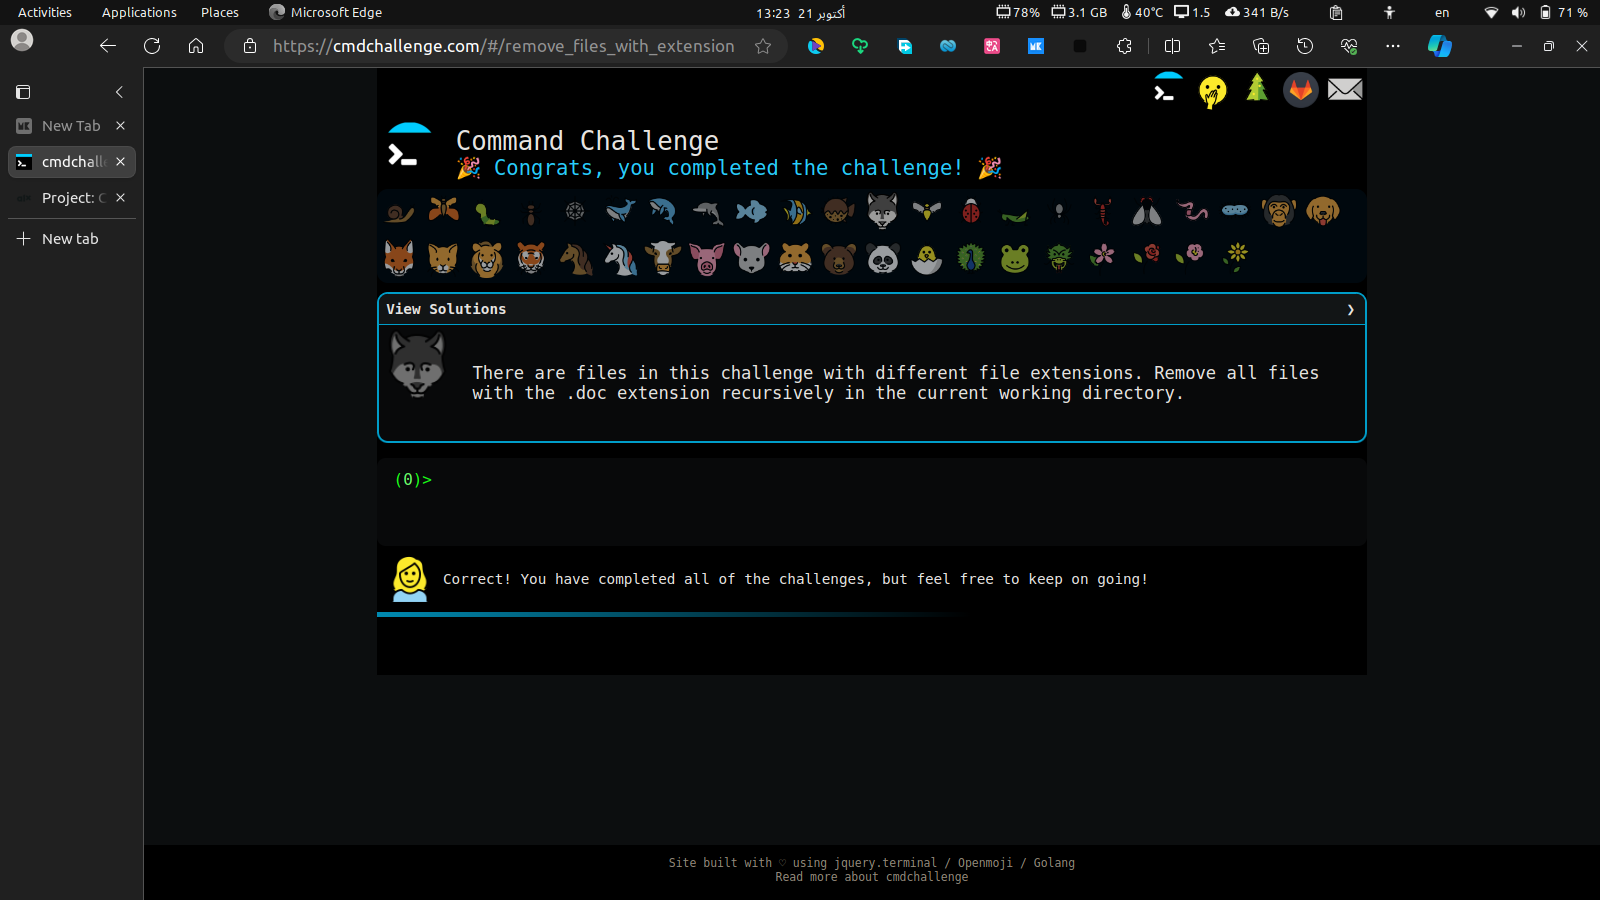 Activities Applications Places Microsoft Edge 13:23 21 أكتوبر 78% 3.1 GB 40°C 1.5 341 B/s en 71 %
https://cmdchallenge.com/#/remove_files_with_extension
New Tab
cmdchall
Project: C
New tab
Command Challenge
🎉 Congrats, you completed the challenge! 🎉
View Solutions
There are files in this challenge with different file extensions. Remove all files
with the .doc extension recursively in the current working directory.
(0)>
Correct! You have completed all of the challenges, but feel free to keep on going!
Site built with ♡ using jquery.terminal / Openmoji / Golang
Read more about cmdchallenge